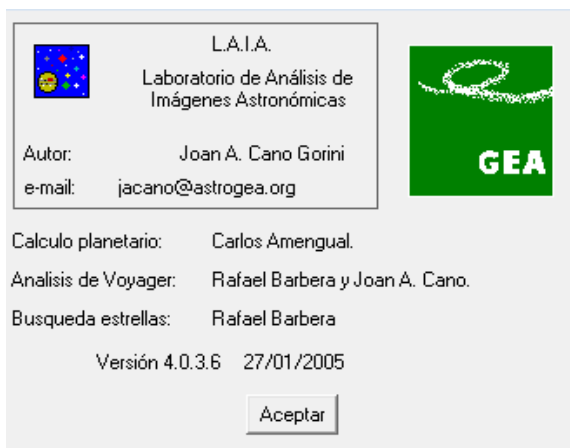 L.A.I.A.
Laboratorio de Análisis de
Imágenes Astronómicas
Autor: Joan A. Cano Gorini
e-mail: jacano@astrogea.org
GEA
Calculo planetario: Carlos Amengual.
Analisis de Voyager: Rafael Barbera y Joan A. Cano.
Busqueda estrellas: Rafael Barbera
Versión 4.0.3.6 27/01/2005
Aceptar